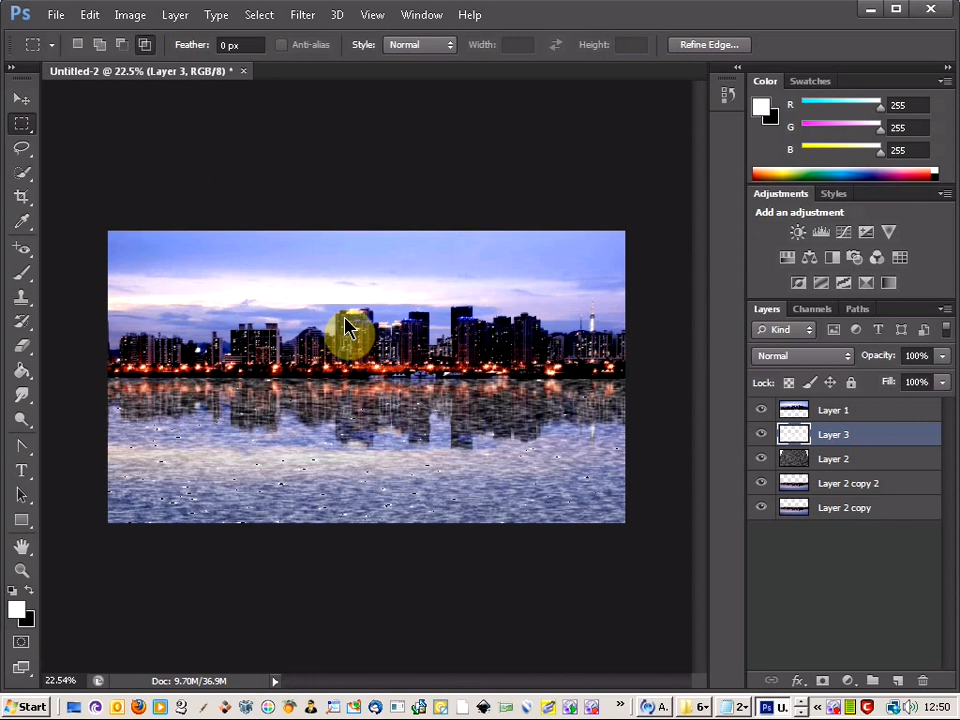 Ps File Edit Image Layer Type Select Filter 3D View Window Help
Feather: 0 px Anti-alias Style: Normal Width: Height: Refine Edge...
Untitled-2 @ 22.5% (Layer 3, RGB/8) * ×
Color Swatches
R 255
G 255
B 255
Adjustments Styles
Add an adjustment
Layers Channels Paths
Kind
Normal Opacity: 100%
Lock: Fill: 100%
Layer 1
Layer 3
Layer 2
Layer 2 copy 2
Layer 2 copy
22.54% Doc: 9.70M/36.9M
Start A. 6 2 Ps U. 12:50